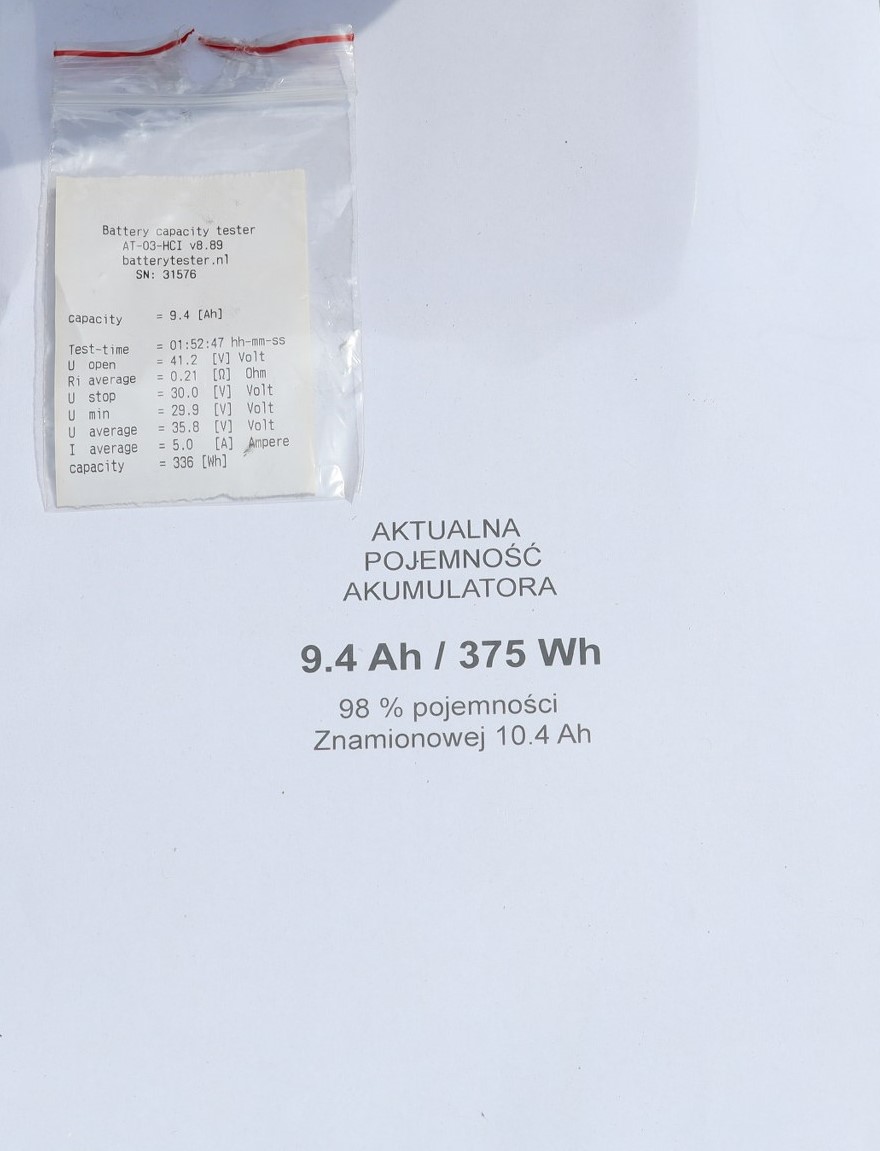 Battery capacity tester
AT-03-HCI v8.89
batterytester.nl
SN: 31576
capacity = 9.4 [Ah]
Test-time = 01:52:47 hh-mm-ss
U open = 41.2 [V] Volt
Ri average = 0.21 [Ω] Ohm
U stop = 30.0 [V] Volt
U min = 29.9 [V] Volt
U average = 35.8 [V] Volt
I average = 5.0 [A] Ampere
capacity = 336 [Wh]
AKTUALNA
POJEMNOŚĆ
AKUMULATORA
9.4 Ah / 375 Wh
98 % pojemności
Znamionowej 10.4 Ah